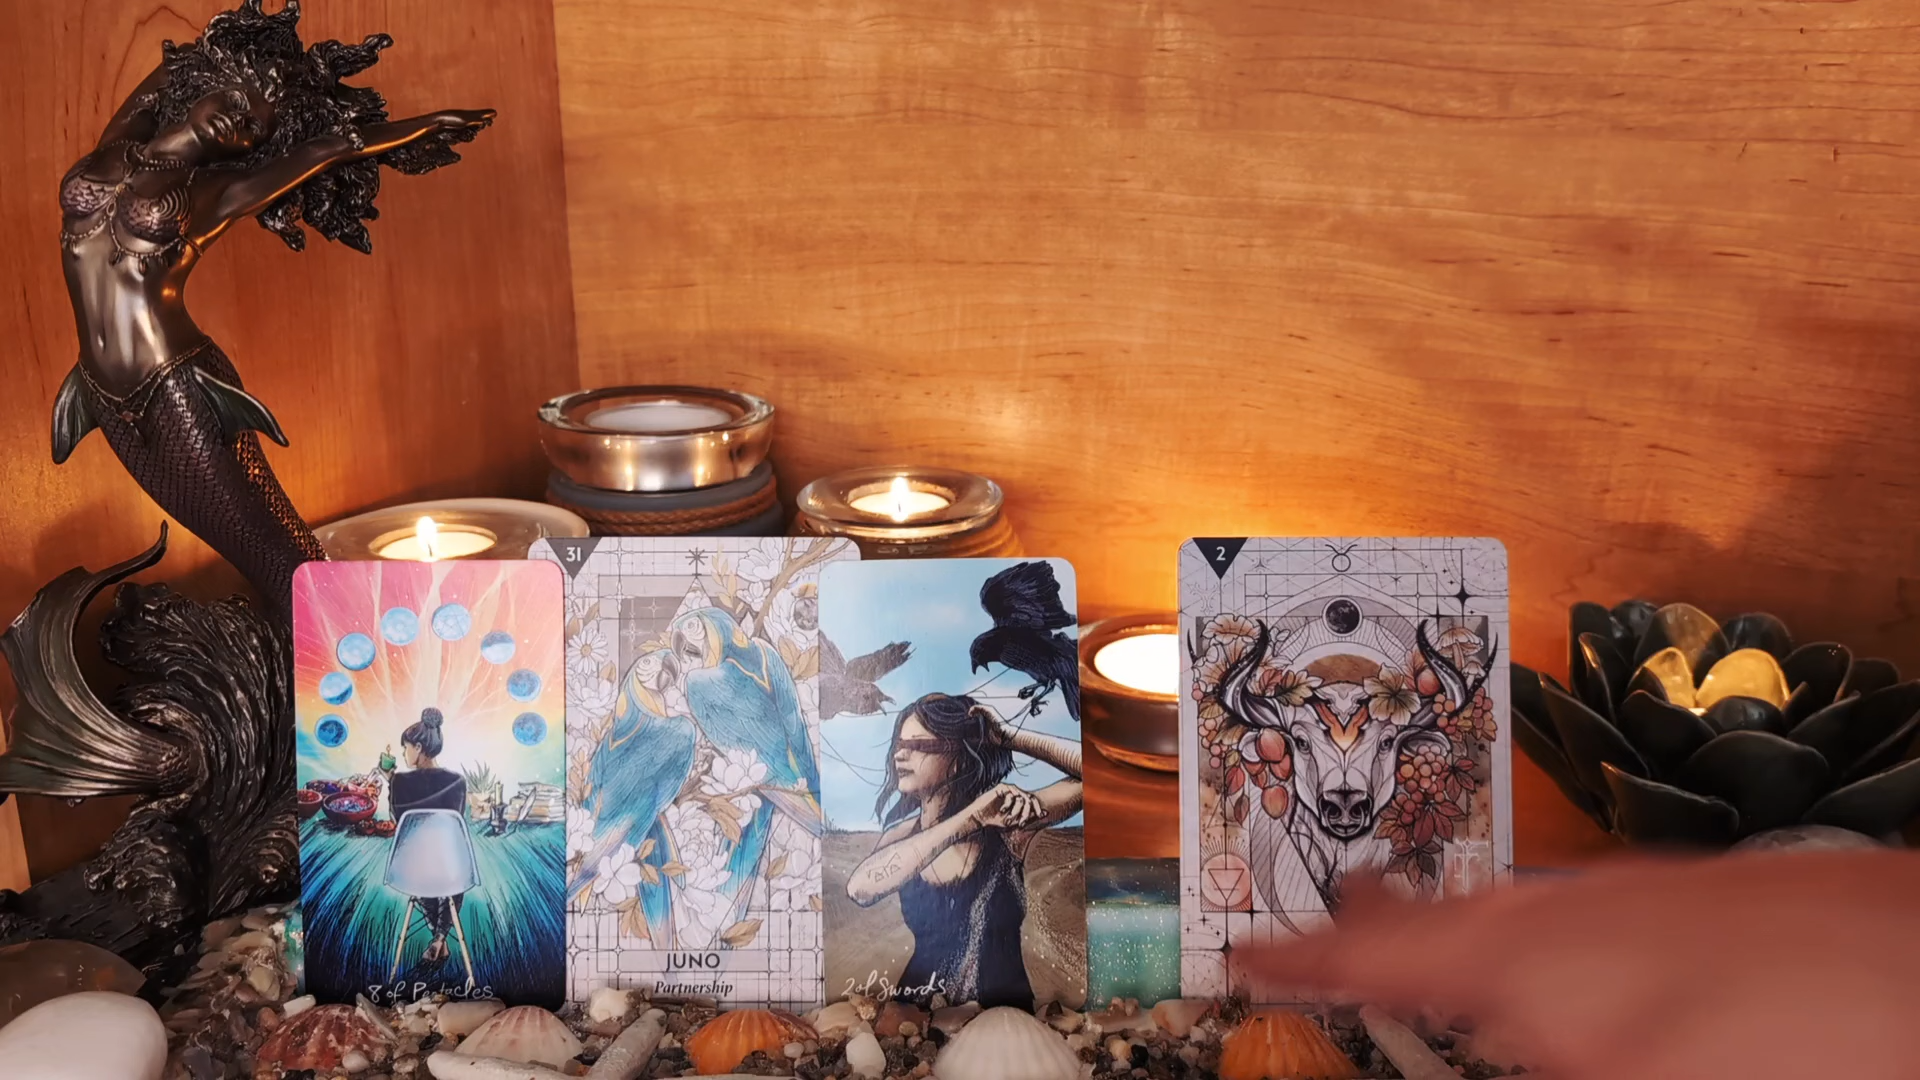 31
2
JUNO
Partnership
8 of Pentacles
2 of Swords